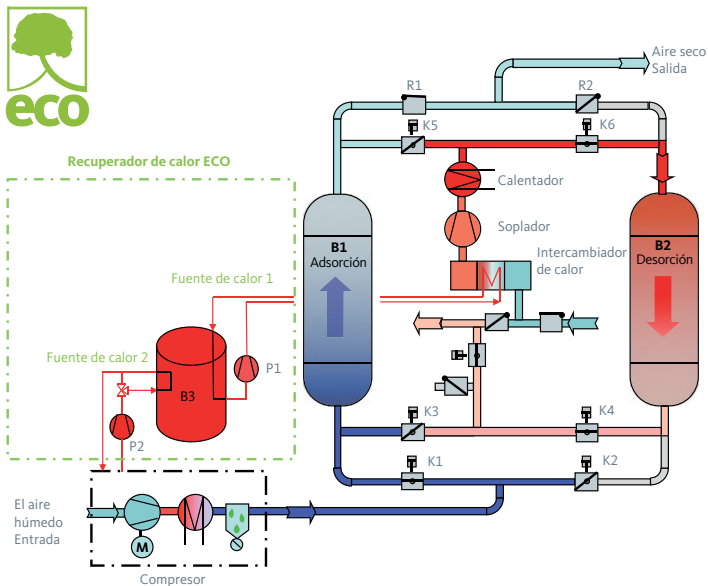 eco
Aire seco
Salida
R1
R2
K5
K6
Recuperador de calor ECO
Calentador
B1
Adsorción
Soplador
B2
Desorción
Intercambiador
de calor
Fuente de calor 1
Fuente de calor 2
P1
B3
P2
K3
K4
K1
K2
El aire
húmedo
Entrada
M
Compresor